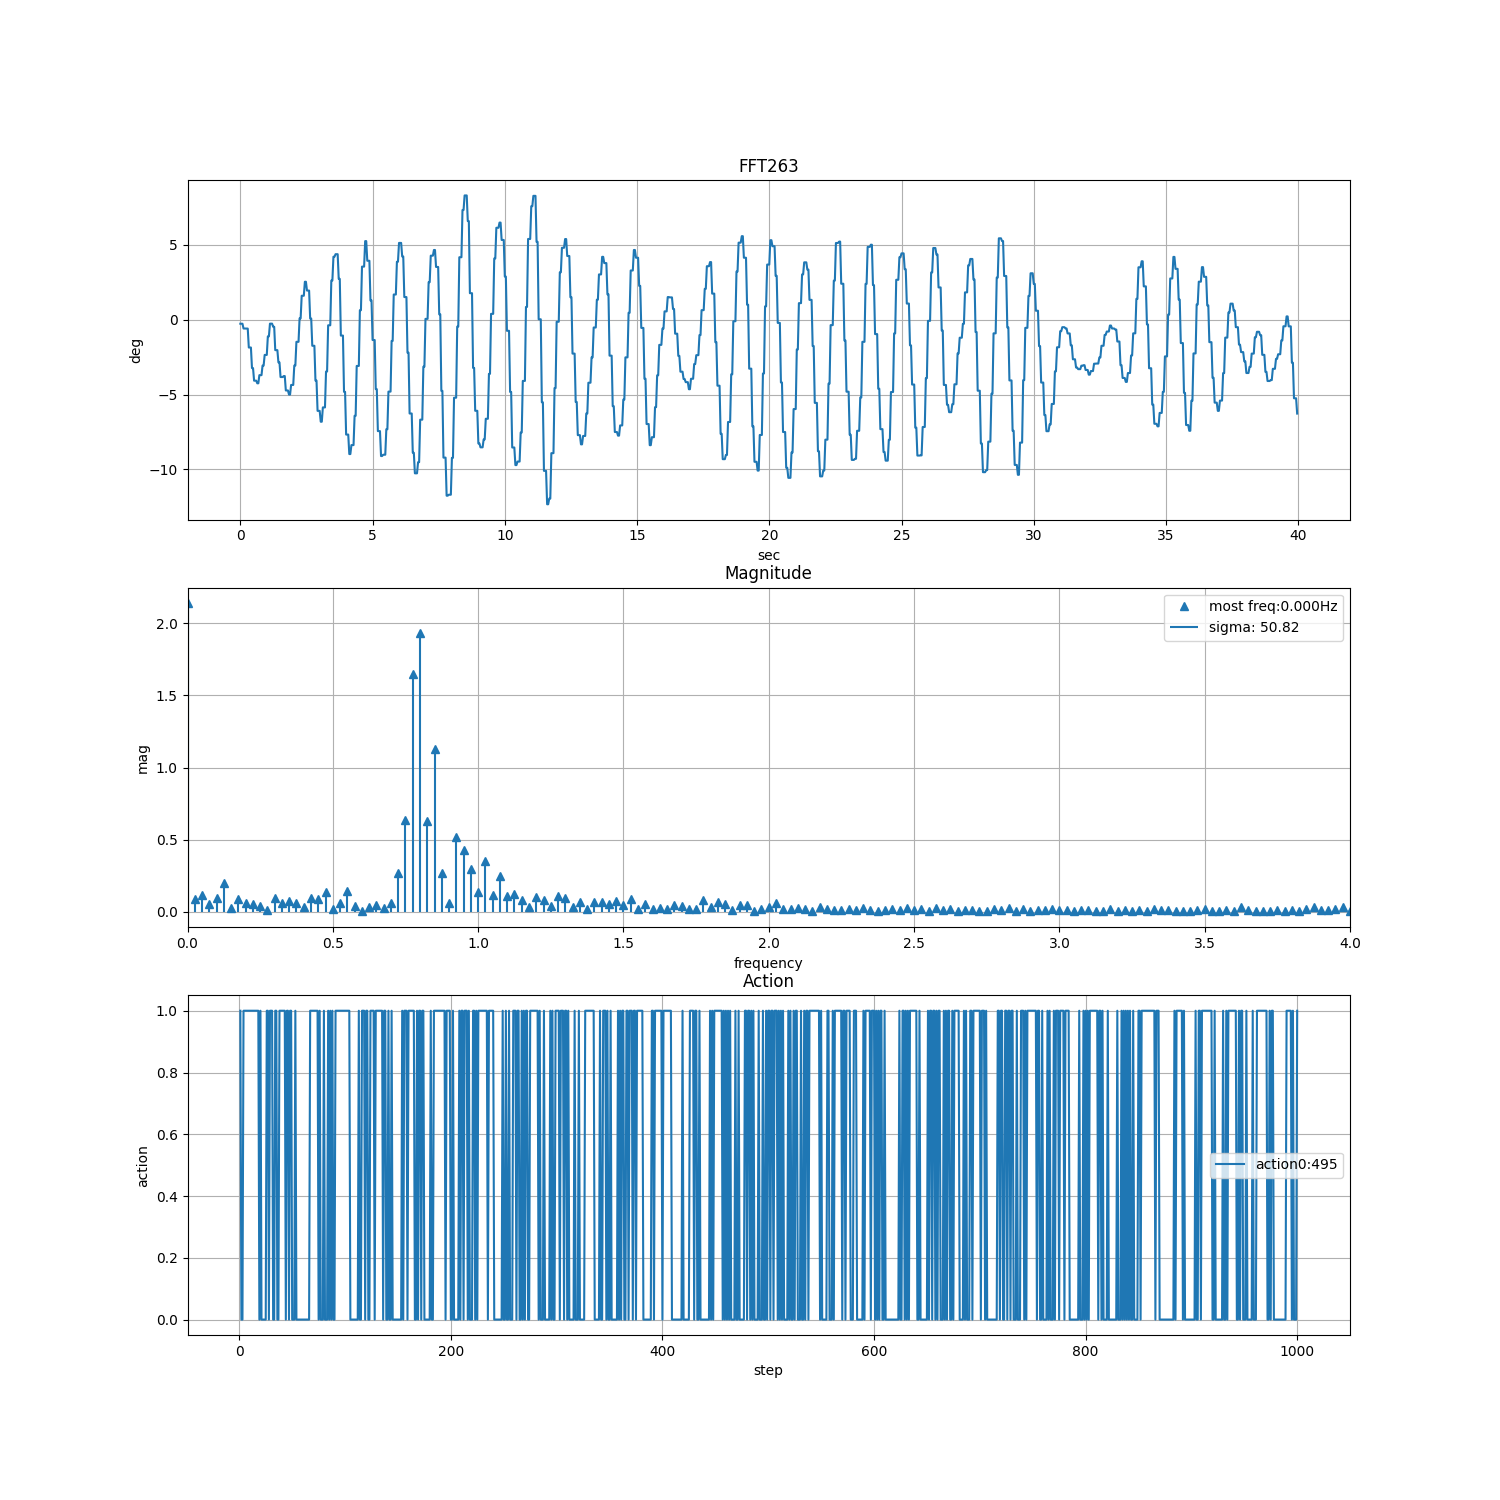 FFT263
5
0
−5
−10
deg
0 5 10 15 20 25 30 35 40
sec
Magnitude
most freq:0.000Hz
sigma: 50.82
2.0
1.5
1.0
0.5
0.0
mag
0.0 0.5 1.0 1.5 2.0 2.5 3.0 3.5 4.0
frequency
Action
1.0
0.8
0.6
0.4
0.2
0.0
action
action0:495
0 200 400 600 800 1000
step